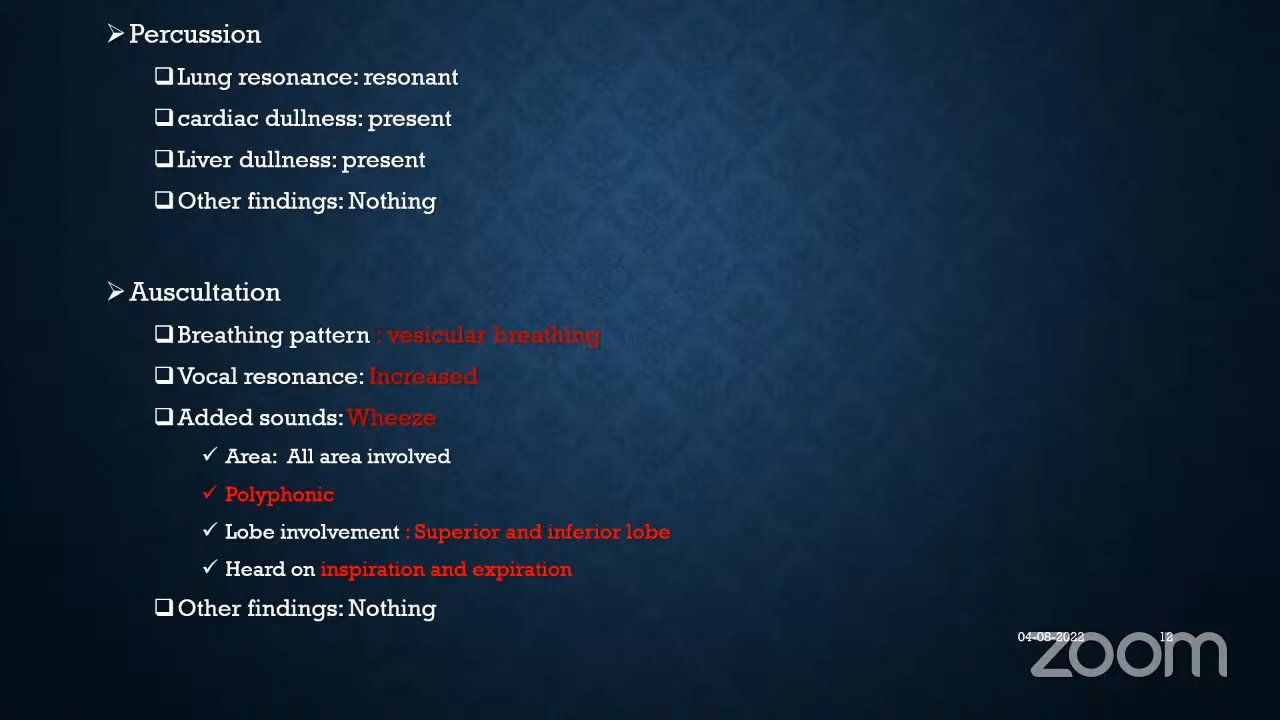 Percussion
Lung resonance: resonant
cardiac dullness: present
Liver dullness: present
Other findings: Nothing
Auscultation
Breathing pattern : vesicular breathing
Vocal resonance: Increased
Added sounds: Wheeze
Area: All area involved
Polyphonic
Lobe involvement : Superior and inferior lobe
Heard on inspiration and expiration
Other findings: Nothing
04-08-2022 12
zoom